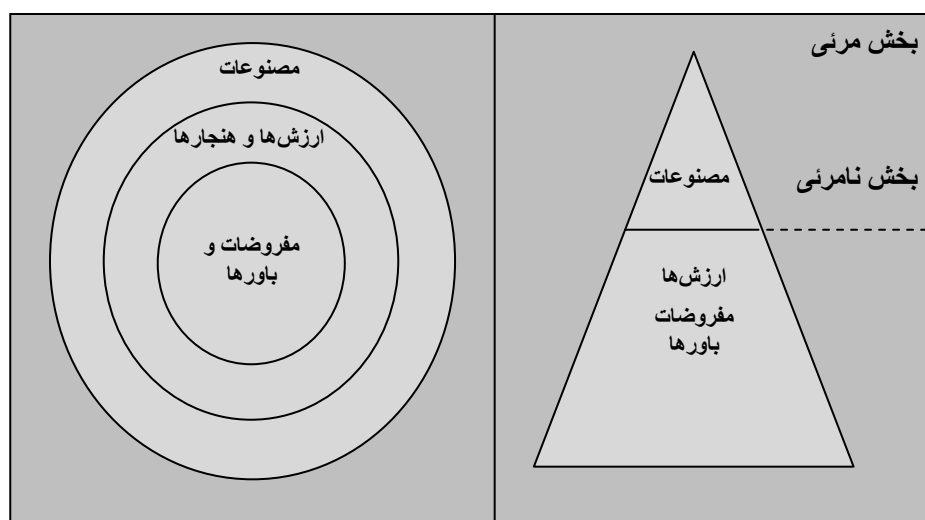 بخش مرئی
بخش نامرئی
مصنوعات
ارزش‌ها
مفروضات
باورها
مصنوعات
ارزش‌ها و هنجارها
مفروضات و
باورها